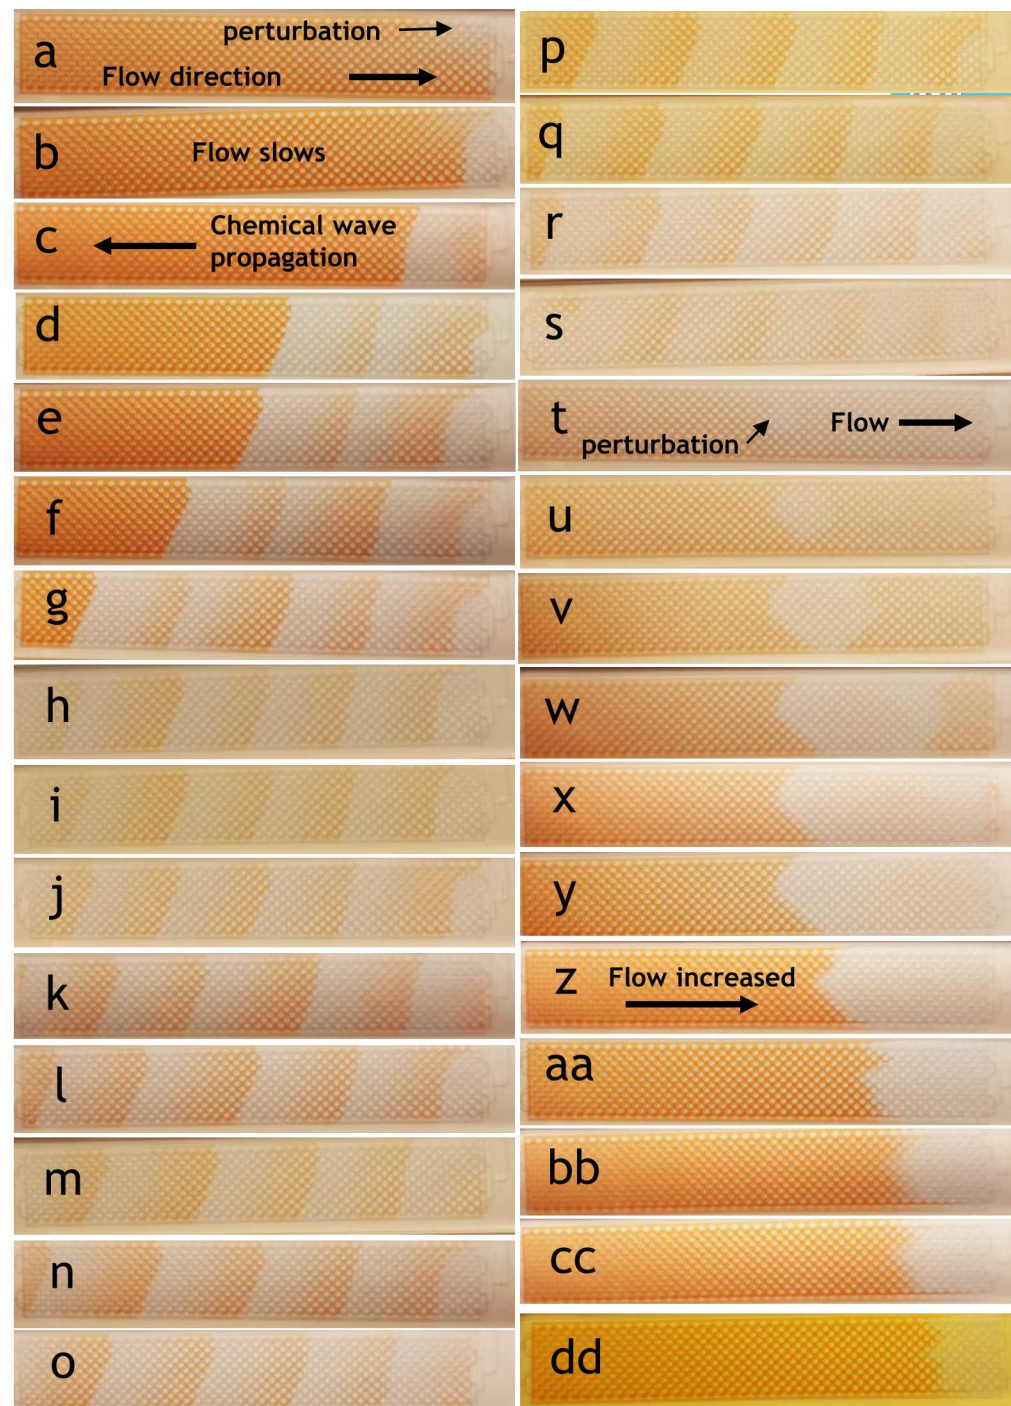 a
perturbation
Flow direction
b
Flow slows
c
Chemical wave
propagation
d
e
f
g
h
i
j
k
l
m
n
o
p
q
r
s
t
perturbation
Flow
u
v
w
x
y
z
Flow increased
aa
bb
cc
dd